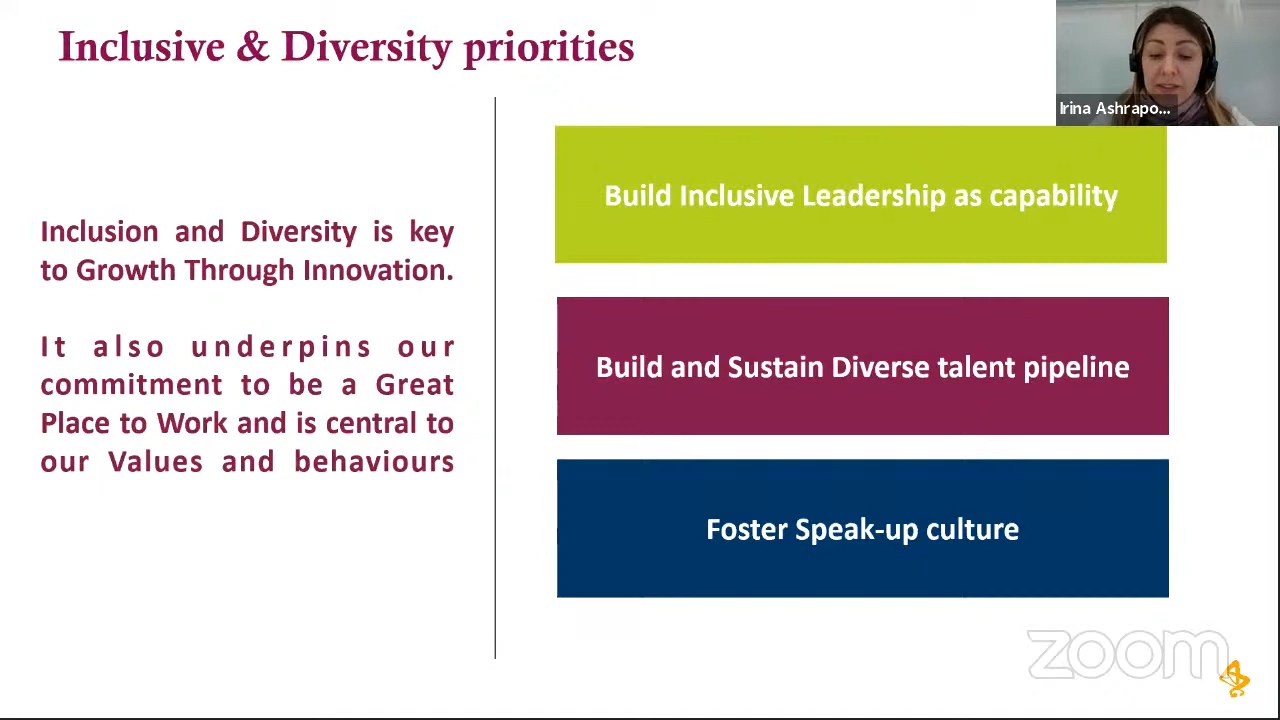 Inclusive & Diversity priorities
Irina Ashrapo...
Inclusion and Diversity is key
to Growth Through Innovation.
It also underpins our
commitment to be a Great
Place to Work and is central to
our Values and behaviours
Build Inclusive Leadership as capability
Build and Sustain Diverse talent pipeline
Foster Speak-up culture
zoom